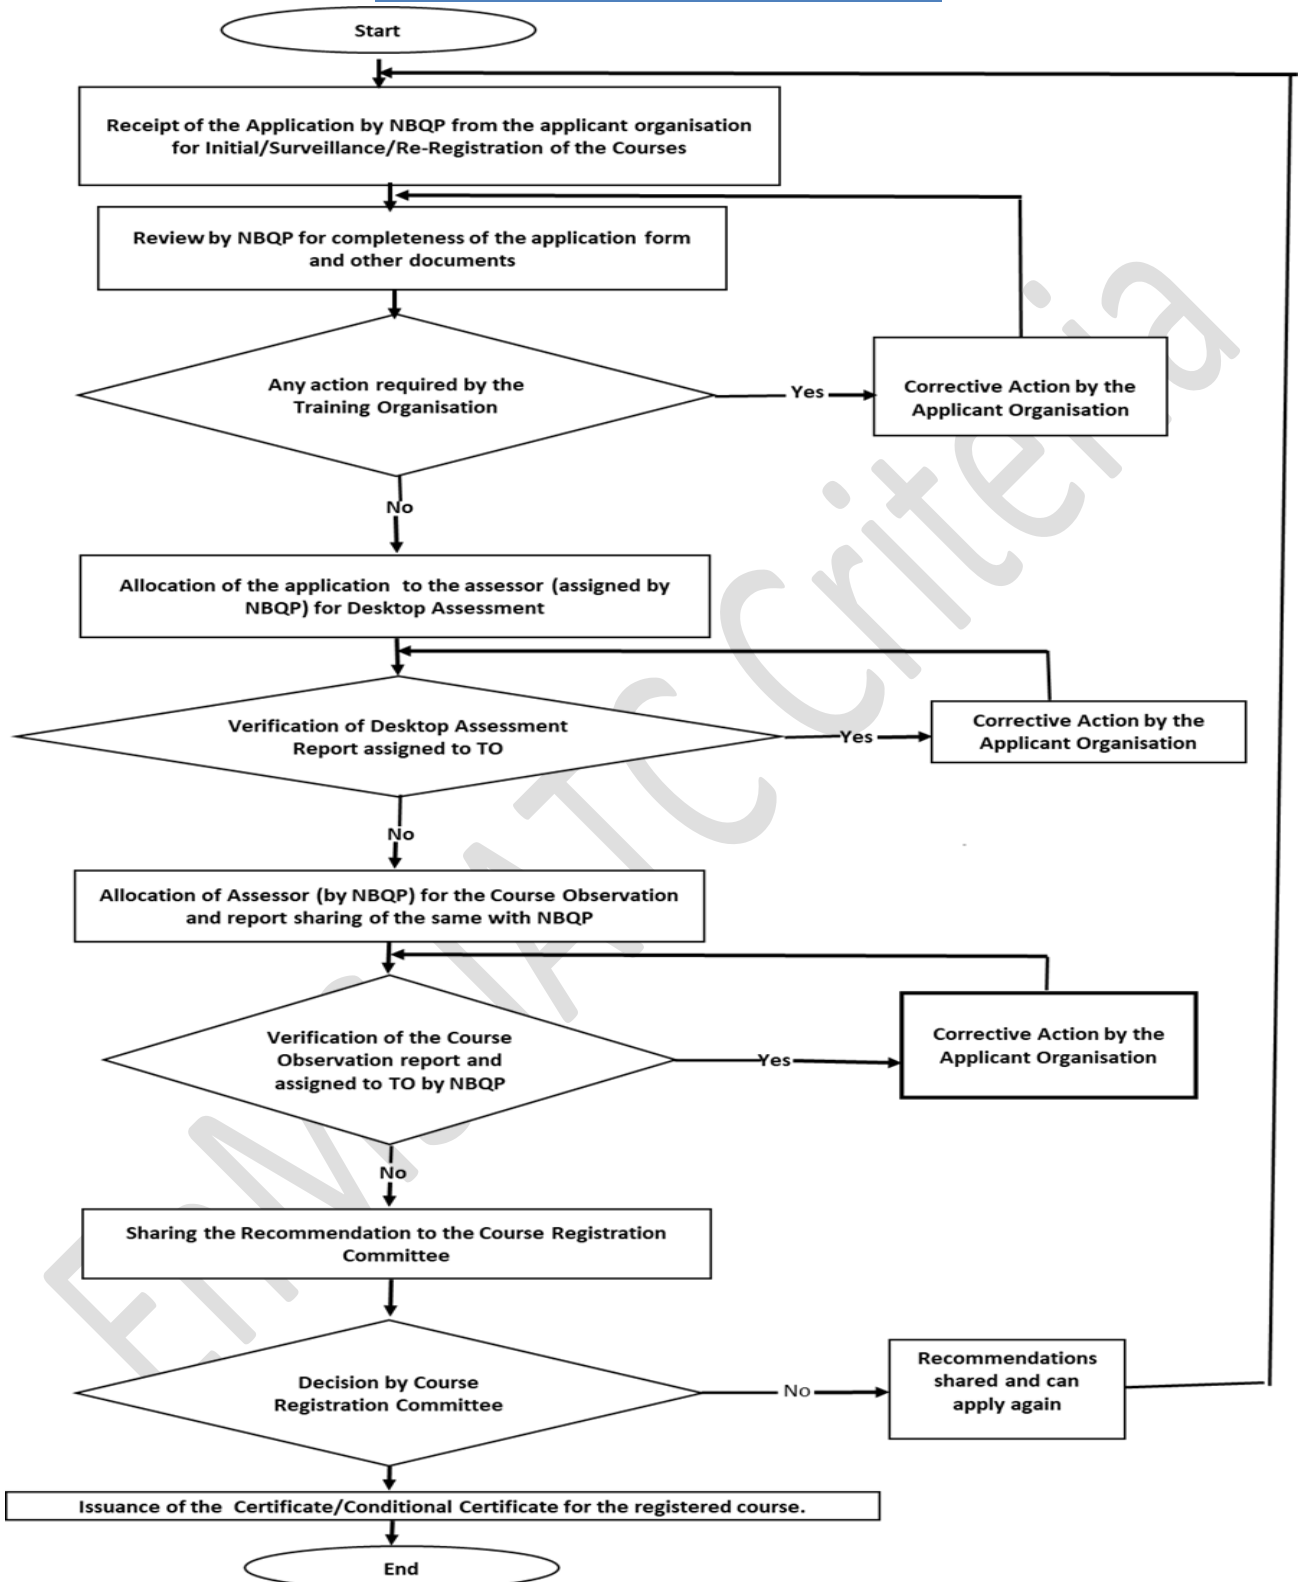 Start
Receipt of the Application by NBQP from the applicant organisation
for Initial/Surveillance/Re-Registration of the Courses
Review by NBQP for completeness of the application form
and other documents
Any action required by the
Training Organisation
Yes
Corrective Action by the
Applicant Organisation
No
Allocation of the application to the assessor (assigned by
NBQP) for Desktop Assessment
Verification of Desktop Assessment
Report assigned to TO
Yes
Corrective Action by the
Applicant Organisation
No
Allocation of Assessor (by NBQP) for the Course Observation
and report sharing of the same with NBQP
Verification of the Course
Observation report and
assigned to TO by NBQP
Yes
Corrective Action by the
Applicant Organisation
No
Sharing the Recommendation to the Course Registration
Committee
Decision by Course
Registration Committee
No
Recommendations
shared and can
apply again
Issuance of the Certificate/Conditional Certificate for the registered course.
End
ATC Criteria